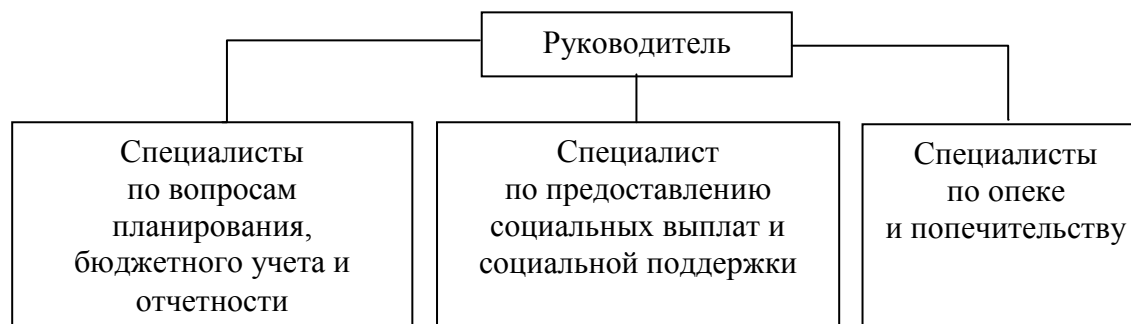 Руководитель
Специалисты
по вопросам
планирования,
бюджетного учета и
отчетности
Специалист
по предоставлению
социальных выплат и
социальной поддержки
Специалисты
по опеке
и попечительству